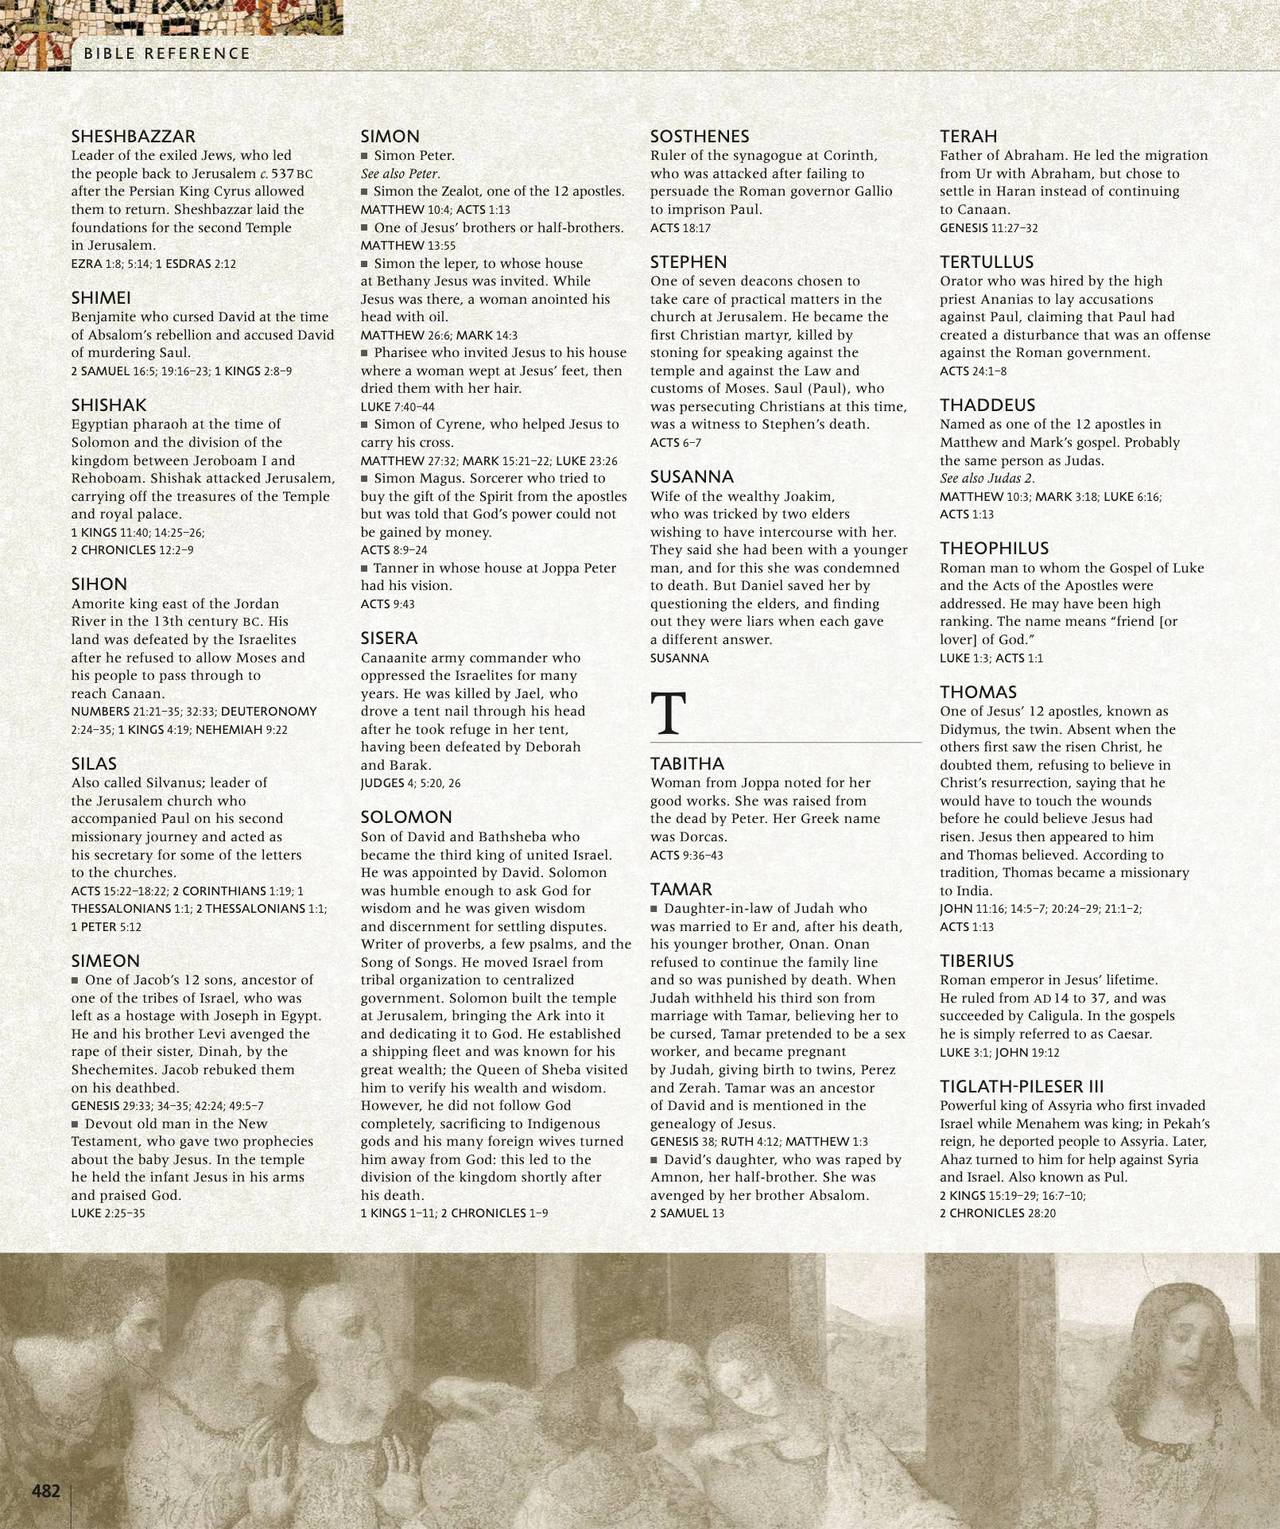 BIBLE REFERENCE
SHESHBAZZAR
Leader of the exiled Jews, who led
the people back to Jerusalem c. 537 BC
after the Persian King Cyrus allowed
them to return. Sheshbazzar laid the
foundations for the second Temple
in Jerusalem.
EZRA 1:8; 5:14; 1 ESDRAS 2:12
SHIMEI
Benjamite who cursed David at the time
of Absalom's rebellion and accused David
of murdering Saul.
2 SAMUEL 16:5; 19:16–23; 1 KINGS 2:8–9
SHISHAK
Egyptian pharaoh at the time of
Solomon and the division of the
kingdom between Jeroboam I and
Rehoboam. Shishak attacked Jerusalem,
carrying off the treasures of the Temple
and royal palace.
1 KINGS 11:40; 14:25–26;
2 CHRONICLES 12:2–9
SIHON
Amorite king east of the Jordan
River in the 13th century BC. His
land was defeated by the Israelites
after he refused to allow Moses and
his people to pass through to
reach Canaan.
NUMBERS 21:21–35; 32:33; DEUTERONOMY
2:24–35; 1 KINGS 4:19; NEHEMIAH 9:22
SILAS
Also called Silvanus; leader of
the Jerusalem church who
accompanied Paul on his second
missionary journey and acted as
his secretary for some of the letters
to the churches.
ACTS 15:22–18:22; 2 CORINTHIANS 1:19; 1
THESSALONIANS 1:1; 2 THESSALONIANS 1:1;
1 PETER 5:12
SIMEON
■ One of Jacob's 12 sons, ancestor of
one of the tribes of Israel, who was
left as a hostage with Joseph in Egypt.
He and his brother Levi avenged the
rape of their sister, Dinah, by the
Shechemites. Jacob rebuked them
on his deathbed.
GENESIS 29:33; 34–35; 42:24; 49:5–7
■ Devout old man in the New
Testament, who gave two prophecies
about the baby Jesus. In the temple
he held the infant Jesus in his arms
and praised God.
LUKE 2:25–35
SIMON
■ Simon Peter.
See also Peter.
■ Simon the Zealot, one of the 12 apostles.
MATTHEW 10:4; ACTS 1:13
■ One of Jesus' brothers or half-brothers.
MATTHEW 13:55
■ Simon the leper, to whose house
at Bethany Jesus was invited. While
Jesus was there, a woman anointed his
head with oil.
MATTHEW 26:6; MARK 14:3
■ Pharisee who invited Jesus to his house
where a woman wept at Jesus' feet, then
dried them with her hair.
LUKE 7:40–44
■ Simon of Cyrene, who helped Jesus to
carry his cross.
MATTHEW 27:32; MARK 15:21–22; LUKE 23:26
■ Simon Magus. Sorcerer who tried to
buy the gift of the Spirit from the apostles
but was told that God's power could not
be gained by money.
ACTS 8:9–24
■ Tanner in whose house at Joppa Peter
had his vision.
ACTS 9:43
SISERA
Canaanite army commander who
oppressed the Israelites for many
years. He was killed by Jael, who
drove a tent nail through his head
after he took refuge in her tent,
having been defeated by Deborah
and Barak.
JUDGES 4; 5:20, 26
SOLOMON
Son of David and Bathsheba who
became the third king of united Israel.
He was appointed by David. Solomon
was humble enough to ask God for
wisdom and he was given wisdom
and discernment for settling disputes.
Writer of proverbs, a few psalms, and the
Song of Songs. He moved Israel from
tribal organization to centralized
government. Solomon built the temple
at Jerusalem, bringing the Ark into it
and dedicating it to God. He established
a shipping fleet and was known for his
great wealth; the Queen of Sheba visited
him to verify his wealth and wisdom.
However, he did not follow God
completely, sacrificing to Indigenous
gods and his many foreign wives turned
him away from God: this led to the
division of the kingdom shortly after
his death.
1 KINGS 1–11; 2 CHRONICLES 1–9
SOSTHENES
Ruler of the synagogue at Corinth,
who was attacked after failing to
persuade the Roman governor Gallio
to imprison Paul.
ACTS 18:17
STEPHEN
One of seven deacons chosen to
take care of practical matters in the
church at Jerusalem. He became the
first Christian martyr, killed by
stoning for speaking against the
temple and against the Law and
customs of Moses. Saul (Paul), who
was persecuting Christians at this time,
was a witness to Stephen's death.
ACTS 6–7
SUSANNA
Wife of the wealthy Joakim,
who was tricked by two elders
wishing to have intercourse with her.
They said she had been with a younger
man, and for this she was condemned
to death. But Daniel saved her by
questioning the elders, and finding
out they were liars when each gave
a different answer.
SUSANNA
T
TABITHA
Woman from Joppa noted for her
good works. She was raised from
the dead by Peter. Her Greek name
was Dorcas.
ACTS 9:36–43
TAMAR
■ Daughter-in-law of Judah who
was married to Er and, after his death,
his younger brother, Onan. Onan
refused to continue the family line
and so was punished by death. When
Judah withheld his third son from
marriage with Tamar, believing her to
be cursed, Tamar pretended to be a sex
worker, and became pregnant
by Judah, giving birth to twins, Perez
and Zerah. Tamar was an ancestor
of David and is mentioned in the
genealogy of Jesus.
GENESIS 38; RUTH 4:12; MATTHEW 1:3
■ David's daughter, who was raped by
Amnon, her half-brother. She was
avenged by her brother Absalom.
2 SAMUEL 13
TERAH
Father of Abraham. He led the migration
from Ur with Abraham, but chose to
settle in Haran instead of continuing
to Canaan.
GENESIS 11:27–32
TERTULLUS
Orator who was hired by the high
priest Ananias to lay accusations
against Paul, claiming that Paul had
created a disturbance that was an offense
against the Roman government.
ACTS 24:1–8
THADDEUS
Named as one of the 12 apostles in
Matthew and Mark's gospel. Probably
the same person as Judas.
See also Judas 2.
MATTHEW 10:3; MARK 3:18; LUKE 6:16;
ACTS 1:13
THEOPHILUS
Roman man to whom the Gospel of Luke
and the Acts of the Apostles were
addressed. He may have been high
ranking. The name means “friend [or
lover] of God.”
LUKE 1:3; ACTS 1:1
THOMAS
One of Jesus' 12 apostles, known as
Didymus, the twin. Absent when the
others first saw the risen Christ, he
doubted them, refusing to believe in
Christ's resurrection, saying that he
would have to touch the wounds
before he could believe Jesus had
risen. Jesus then appeared to him
and Thomas believed. According to
tradition, Thomas became a missionary
to India.
JOHN 11:16; 14:5–7; 20:24–29; 21:1–2;
ACTS 1:13
TIBERIUS
Roman emperor in Jesus' lifetime.
He ruled from AD 14 to 37, and was
succeeded by Caligula. In the gospels
he is simply referred to as Caesar.
LUKE 3:1; JOHN 19:12
TIGLATH-PILESER III
Powerful king of Assyria who first invaded
Israel while Menahem was king; in Pekah's
reign, he deported people to Assyria. Later,
Ahaz turned to him for help against Syria
and Israel. Also known as Pul.
2 KINGS 15:19–29; 16:7–10;
2 CHRONICLES 28:20
482